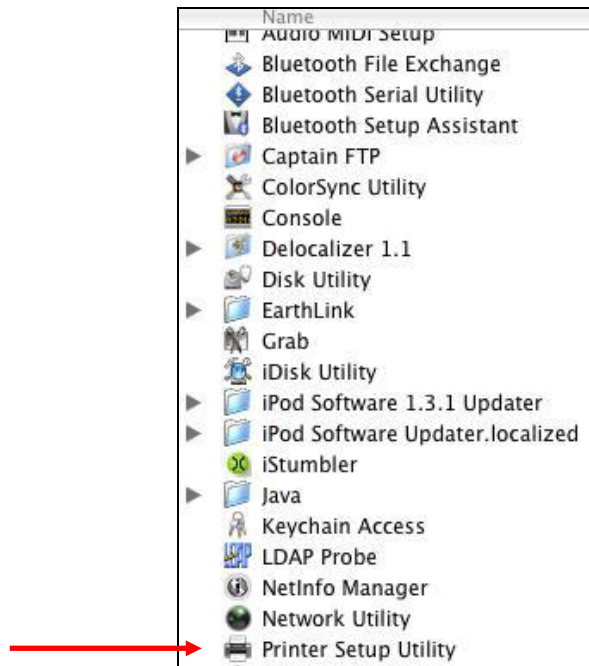 Name
Audio MIDI Setup
Bluetooth File Exchange
Bluetooth Serial Utility
Bluetooth Setup Assistant
Captain FTP
ColorSync Utility
Console
Delocalizer 1.1
Disk Utility
EarthLink
Grab
iDisk Utility
iPod Software 1.3.1 Updater
iPod Software Updater.localized
iStumbler
Java
Keychain Access
LDAP Probe
NetInfo Manager
Network Utility
Printer Setup Utility